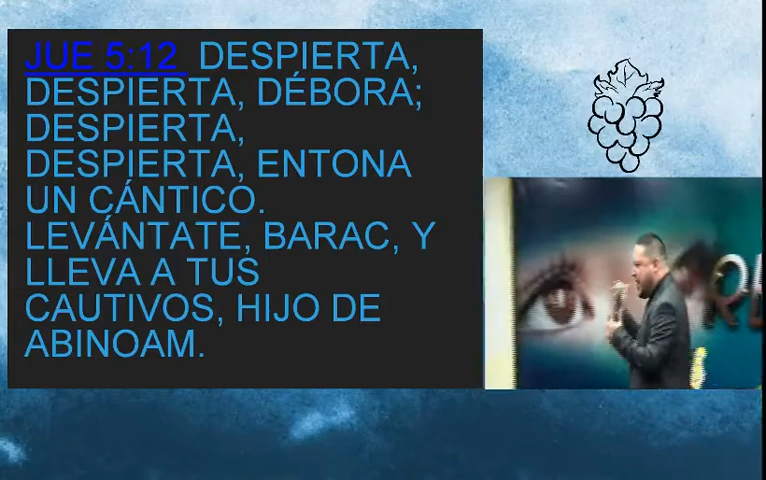 JUE 5:12 DESPIERTA,
DESPIERTA, DÉBORA;
DESPIERTA,
DESPIERTA, ENTONA
UN CÁNTICO.
LEVÁNTATE, BARAC, Y
LLEVA A TUS
CAUTIVOS, HIJO DE
ABINOAM.